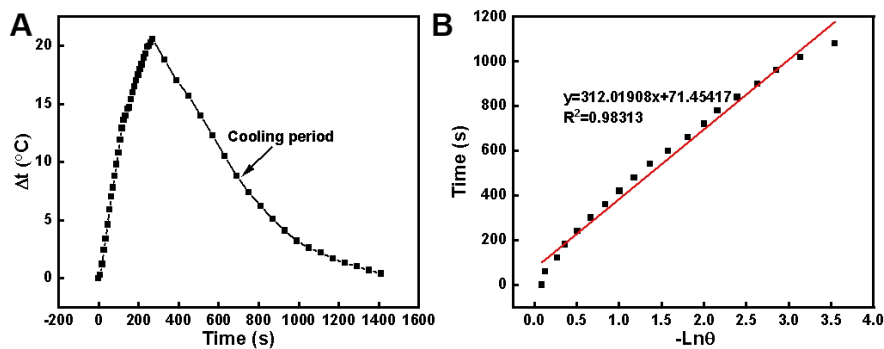 A
20
15
10
5
0
Δt (°C)
Cooling period
-200 0 200 400 600 800 1000 1200 1400 1600
Time (s)
B
1200
1000
800
600
400
200
0
Time (s)
y=312.01908x+71.45417
R²=0.98313
0.0 0.5 1.0 1.5 2.0 2.5 3.0 3.5 4.0
-Lnθ